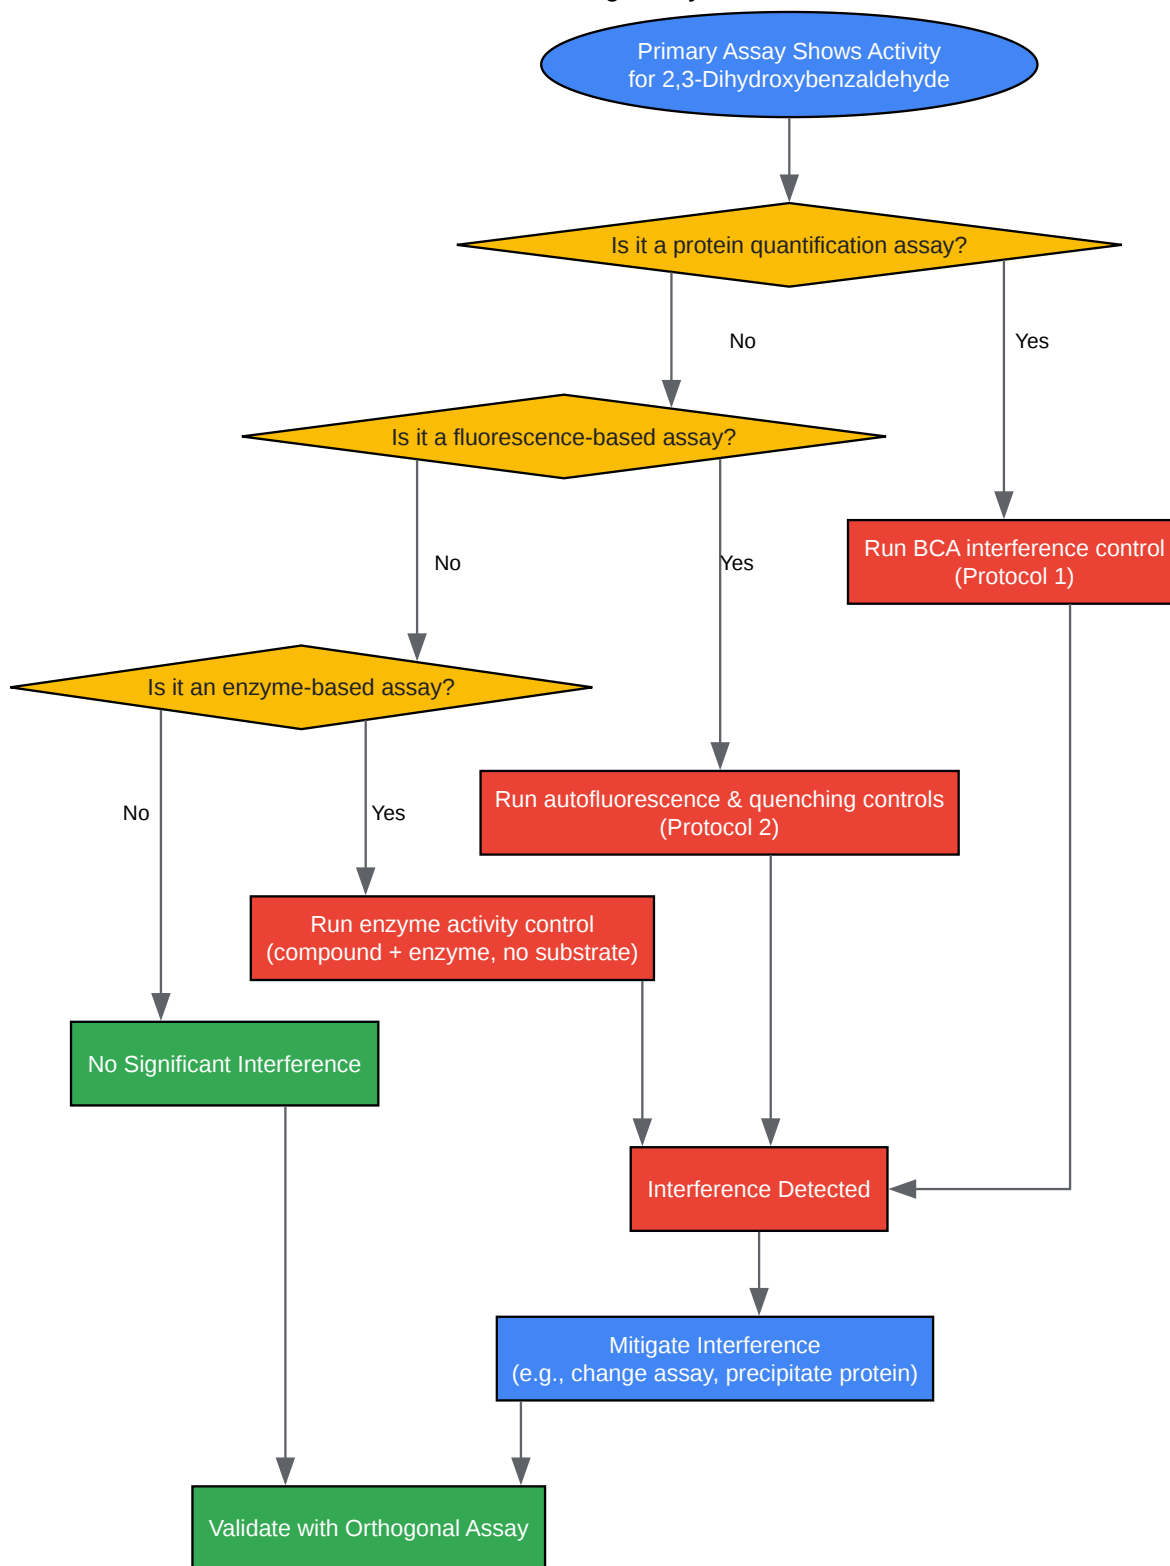 Primary Assay Shows Activity
for 2,3-Dihydroxybenzaldehyde
Is it a protein quantification assay?
No
Yes
Is it a fluorescence-based assay?
No
Yes
Run BCA interference control
(Protocol 1)
Is it an enzyme-based assay?
No
Yes
Run autofluorescence & quenching controls
(Protocol 2)
Run enzyme activity control
(compound + enzyme, no substrate)
No Significant Interference
Interference Detected
Mitigate Interference
(e.g., change assay, precipitate protein)
Validate with Orthogonal Assay